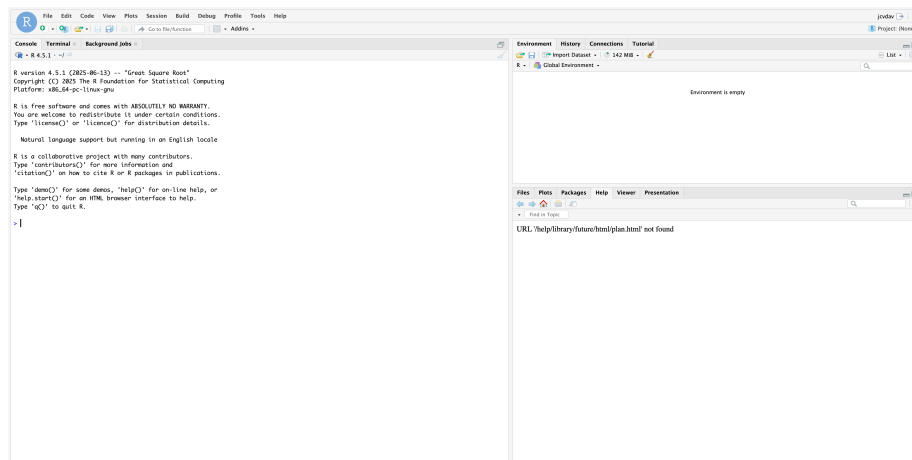 R
File Edit Code View Plots Session Build Debug Profile Tools Help
jcvdav
Go to file/function
Addins
Project: (None
Console Terminal Background Jobs
R 4.5.1 · ~/
R version 4.5.1 (2025-06-13) -- "Great Square Root"
Copyright (C) 2025 The R Foundation for Statistical Computing
Platform: x86_64-pc-linux-gnu
R is free software and comes with ABSOLUTELY NO WARRANTY.
You are welcome to redistribute it under certain conditions.
Type 'license()' or 'licence()' for distribution details.
Natural language support but running in an English locale
R is a collaborative project with many contributors.
Type 'contributors()' for more information and
'citation()' on how to cite R or R packages in publications.
Type 'demo()' for some demos, 'help()' for on-line help, or
'help.start()' for an HTML browser interface to help.
Type 'q()' to quit R.
>
Environment History Connections Tutorial
Import Dataset 142 MiB List
R Global Environment
Environment is empty
Files Plots Packages Help Viewer Presentation
Find in Topic
URL '/help/library/future/html/plan.html' not found